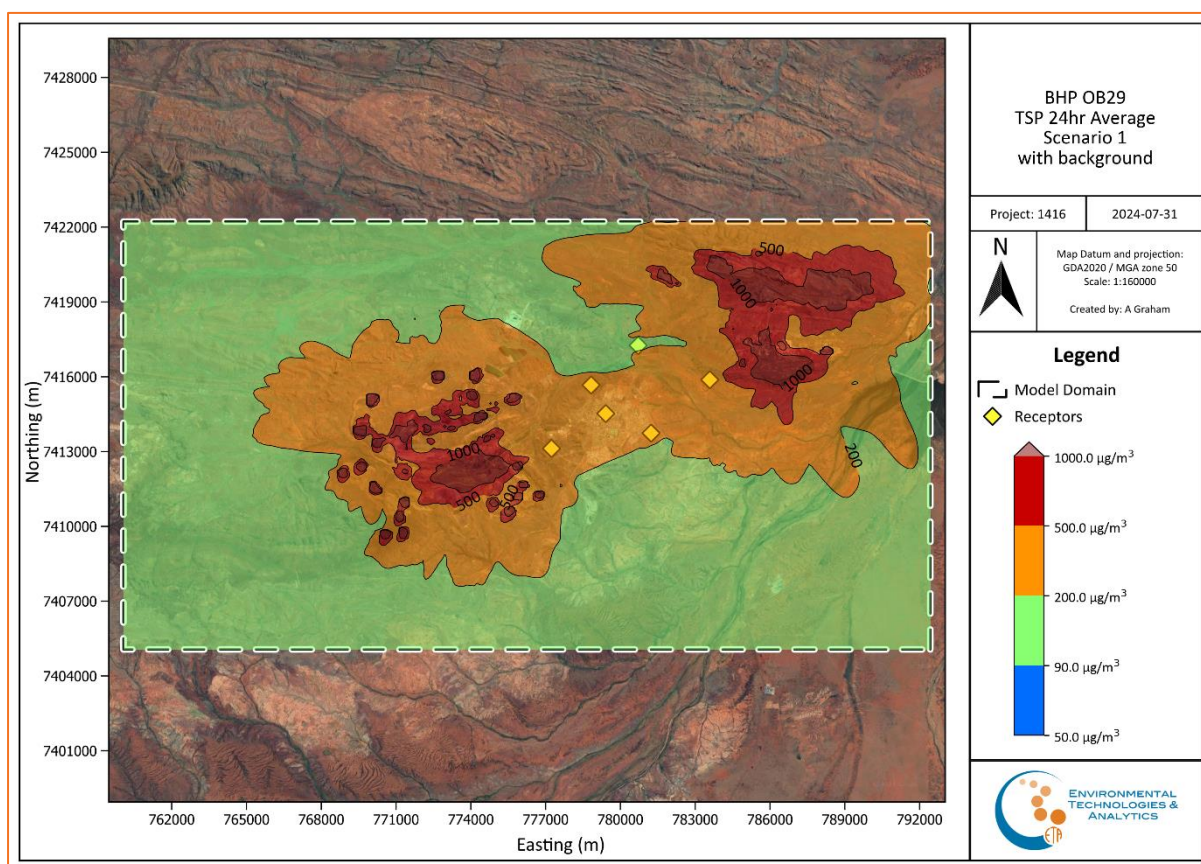 7428000
7425000
7422000
7419000
7416000
7413000
7410000
7407000
7404000
7401000
Northing (m)
762000
765000
768000
771000
774000
777000
780000
783000
786000
789000
792000
Easting (m)
500
1000
1000
200
1000
500
500
BHP OB29
TSP 24hr Average
Scenario 1
with background
Project: 1416
2024-07-31
N
Map Datum and projection:
GDA2020 / MGA zone 50
Scale: 1:160000
Created by: A Graham
Legend
Model Domain
Receptors
1000.0 µg/m³
500.0 µg/m³
200.0 µg/m³
90.0 µg/m³
50.0 µg/m³
ENVIRONMENTAL
TECHNOLOGIES &
ANALYTICS
ETA